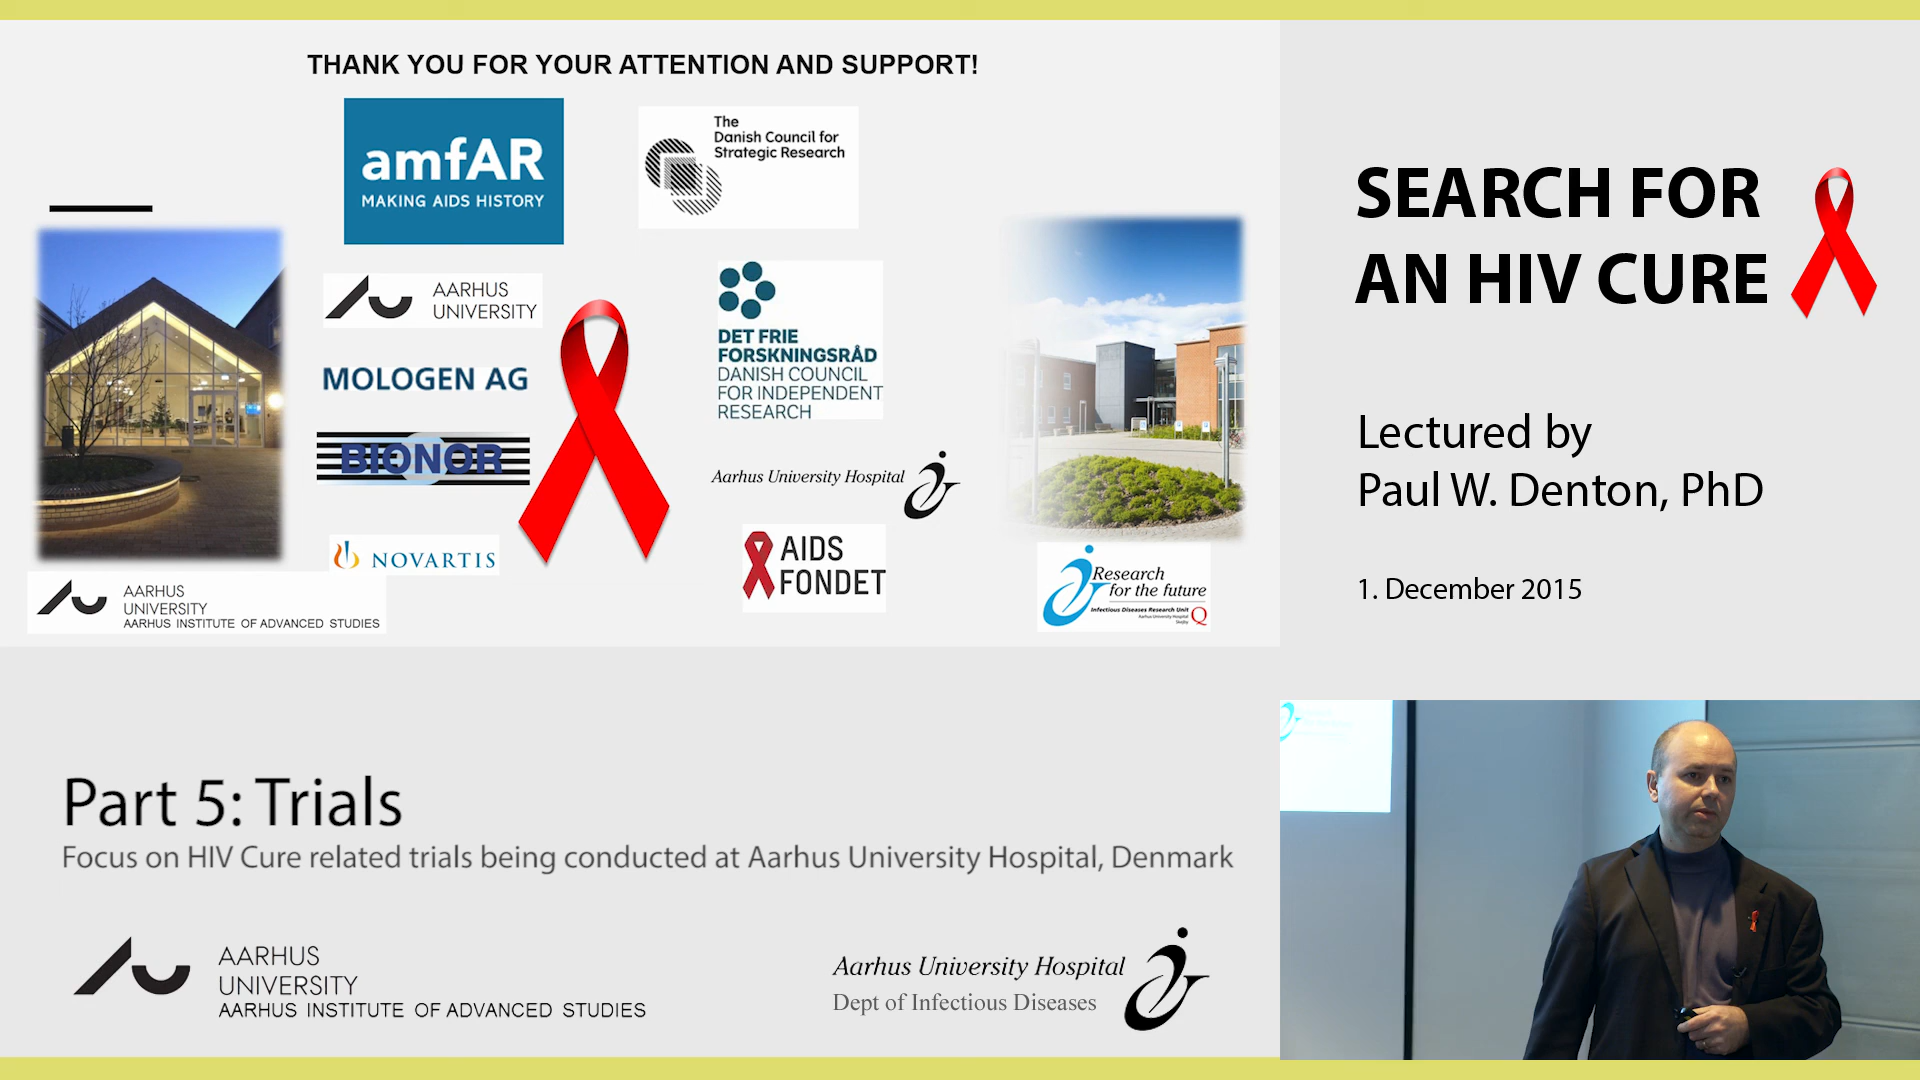 THANK YOU FOR YOUR ATTENTION AND SUPPORT!
amfAR
MAKING AIDS HISTORY
The
Danish Council for
Strategic Research
AARHUS
UNIVERSITY
MOLOGEN AG
BIONOR
NOVARTIS
DET FRIE
FORSKNINGSRÅD
DANISH COUNCIL
FOR INDEPENDENT
RESEARCH
Aarhus University Hospital
AIDS
FONDET
AARHUS
UNIVERSITY
AARHUS INSTITUTE OF ADVANCED STUDIES
Research
for the future
Infectious Diseases Research Unit
Aarhus University Hospital
Skejby
Q
SEARCH FOR
AN HIV CURE
Lectured by
Paul W. Denton, PhD
1. December 2015
Part 5: Trials
Focus on HIV Cure related trials being conducted at Aarhus University Hospital, Denmark
AARHUS
UNIVERSITY
AARHUS INSTITUTE OF ADVANCED STUDIES
Aarhus University Hospital
Dept of Infectious Diseases